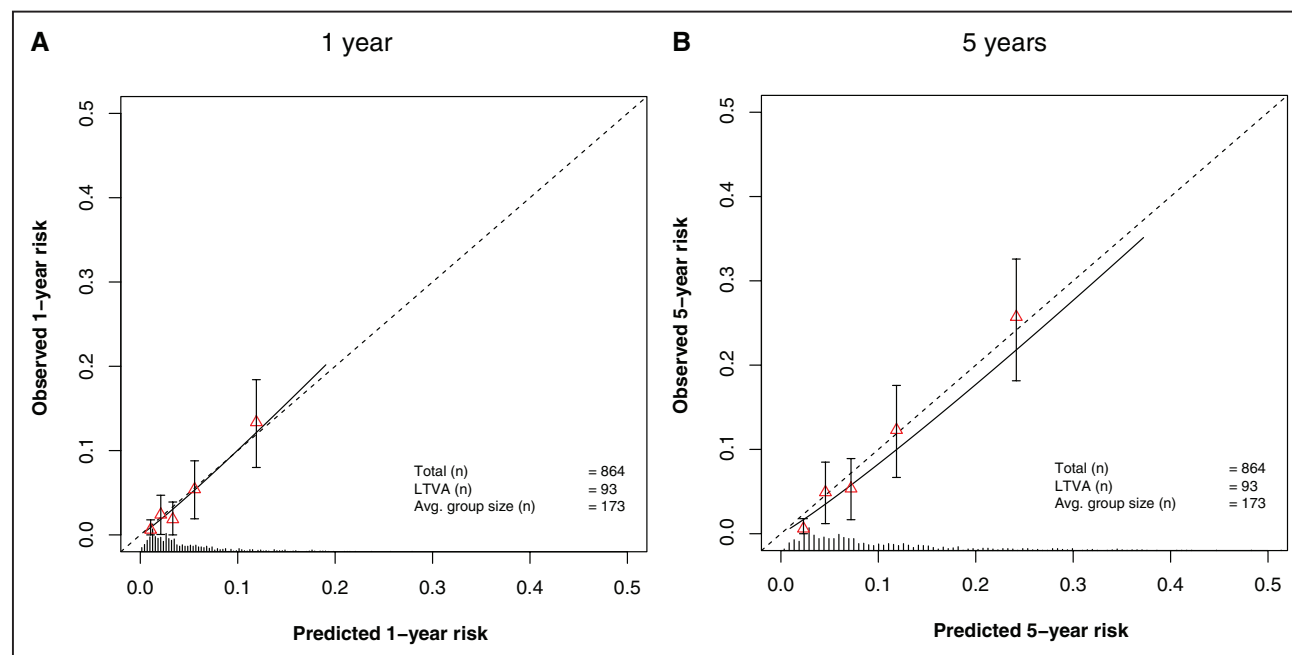 A
1 year
Observed 1−year risk
0.5
0.4
0.3
0.2
0.1
0.0
Total (n) = 864
LTVA (n) = 93
Avg. group size (n) = 173
0.0 0.1 0.2 0.3 0.4 0.5
Predicted 1−year risk
B
5 years
Observed 5−year risk
0.5
0.4
0.3
0.2
0.1
0.0
Total (n) = 864
LTVA (n) = 93
Avg. group size (n) = 173
0.0 0.1 0.2 0.3 0.4 0.5
Predicted 5−year risk